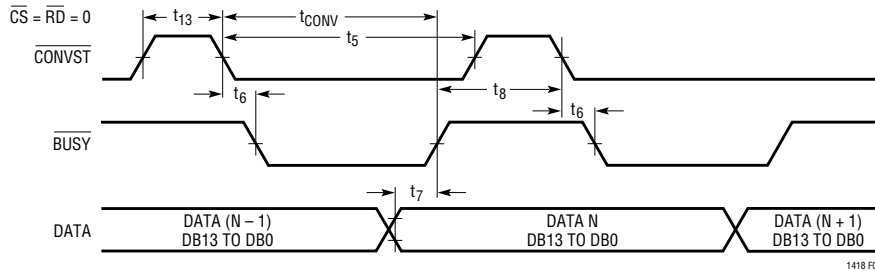 CS = RD = 0
t13
tCONV
t5
CONVST
t6
t8
t6
BUSY
t7
DATA
DATA (N – 1)
DB13 TO DB0
DATA N
DB13 TO DB0
DATA (N + 1)
DB13 TO DB0